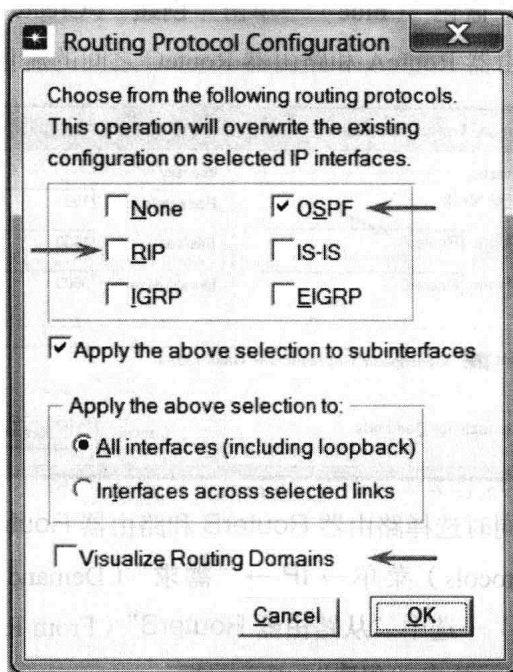 Routing Protocol Configuration
Choose from the following routing protocols.
This operation will overwrite the existing
configuration on selected IP interfaces.
None
OSPF
RIP
IS-IS
IGRP
EIGRP
Apply the above selection to subinterfaces
Apply the above selection to:
All interfaces (including loopback)
Interfaces across selected links
Visualize Routing Domains
Cancel
OK